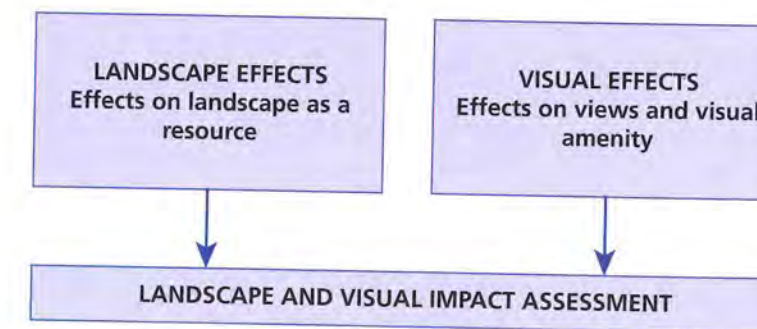 LANDSCAPE EFFECTS
Effects on landscape as a
resource
VISUAL EFFECTS
Effects on views and visual
amenity
LANDSCAPE AND VISUAL IMPACT ASSESSMENT